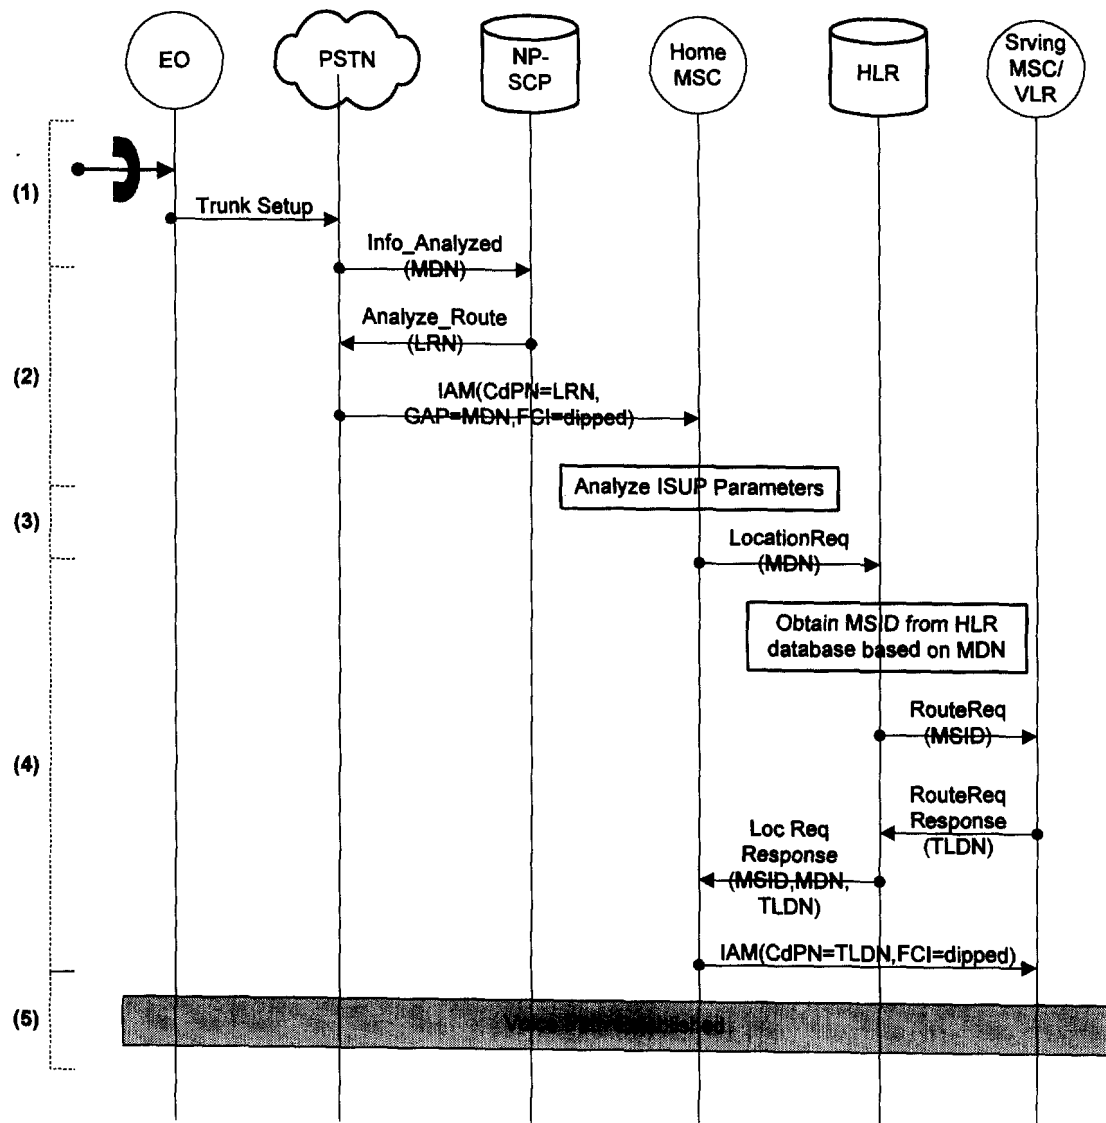 EO
PSTN
NP-
SCP
Home
MSC
HLR
Srving
MSC/
VLR
(1)
Trunk Setup
Info_Analyzed
(MDN)
Analyze_Route
(LRN)
(2)
IAM(CdPN=LRN,
GAP=MDN,FCI=dipped)
Analyze ISUP Parameters
(3)
LocationReq
(MDN)
Obtain MSID from HLR
database based on MDN
RouteReq
(MSID)
(4)
RouteReq
Response
(TLDN)
Loc Req
Response
(MSID,MDN,
TLDN)
IAM(CdPN=TLDN,FCI=dipped)
(5)
Voice Path Established